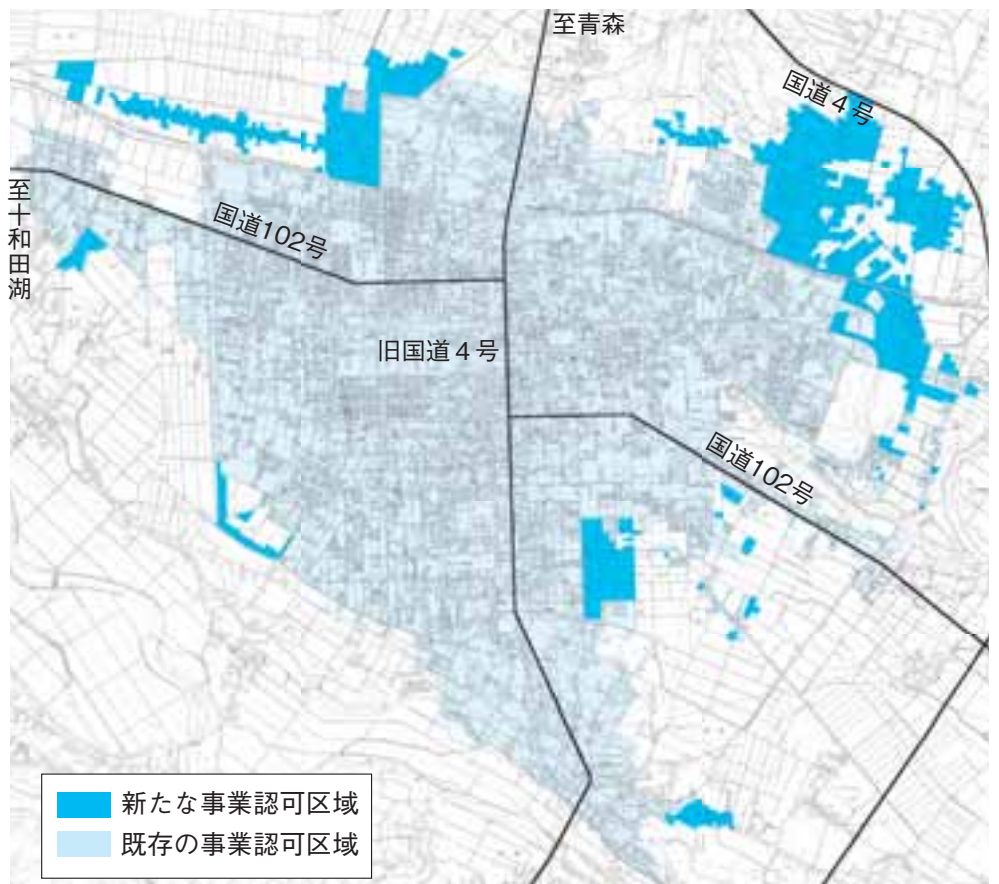 至青森
国道4号
至十和田湖
国道102号
旧国道4号
国道102号
新たな事業認可区域
既存の事業認可区域